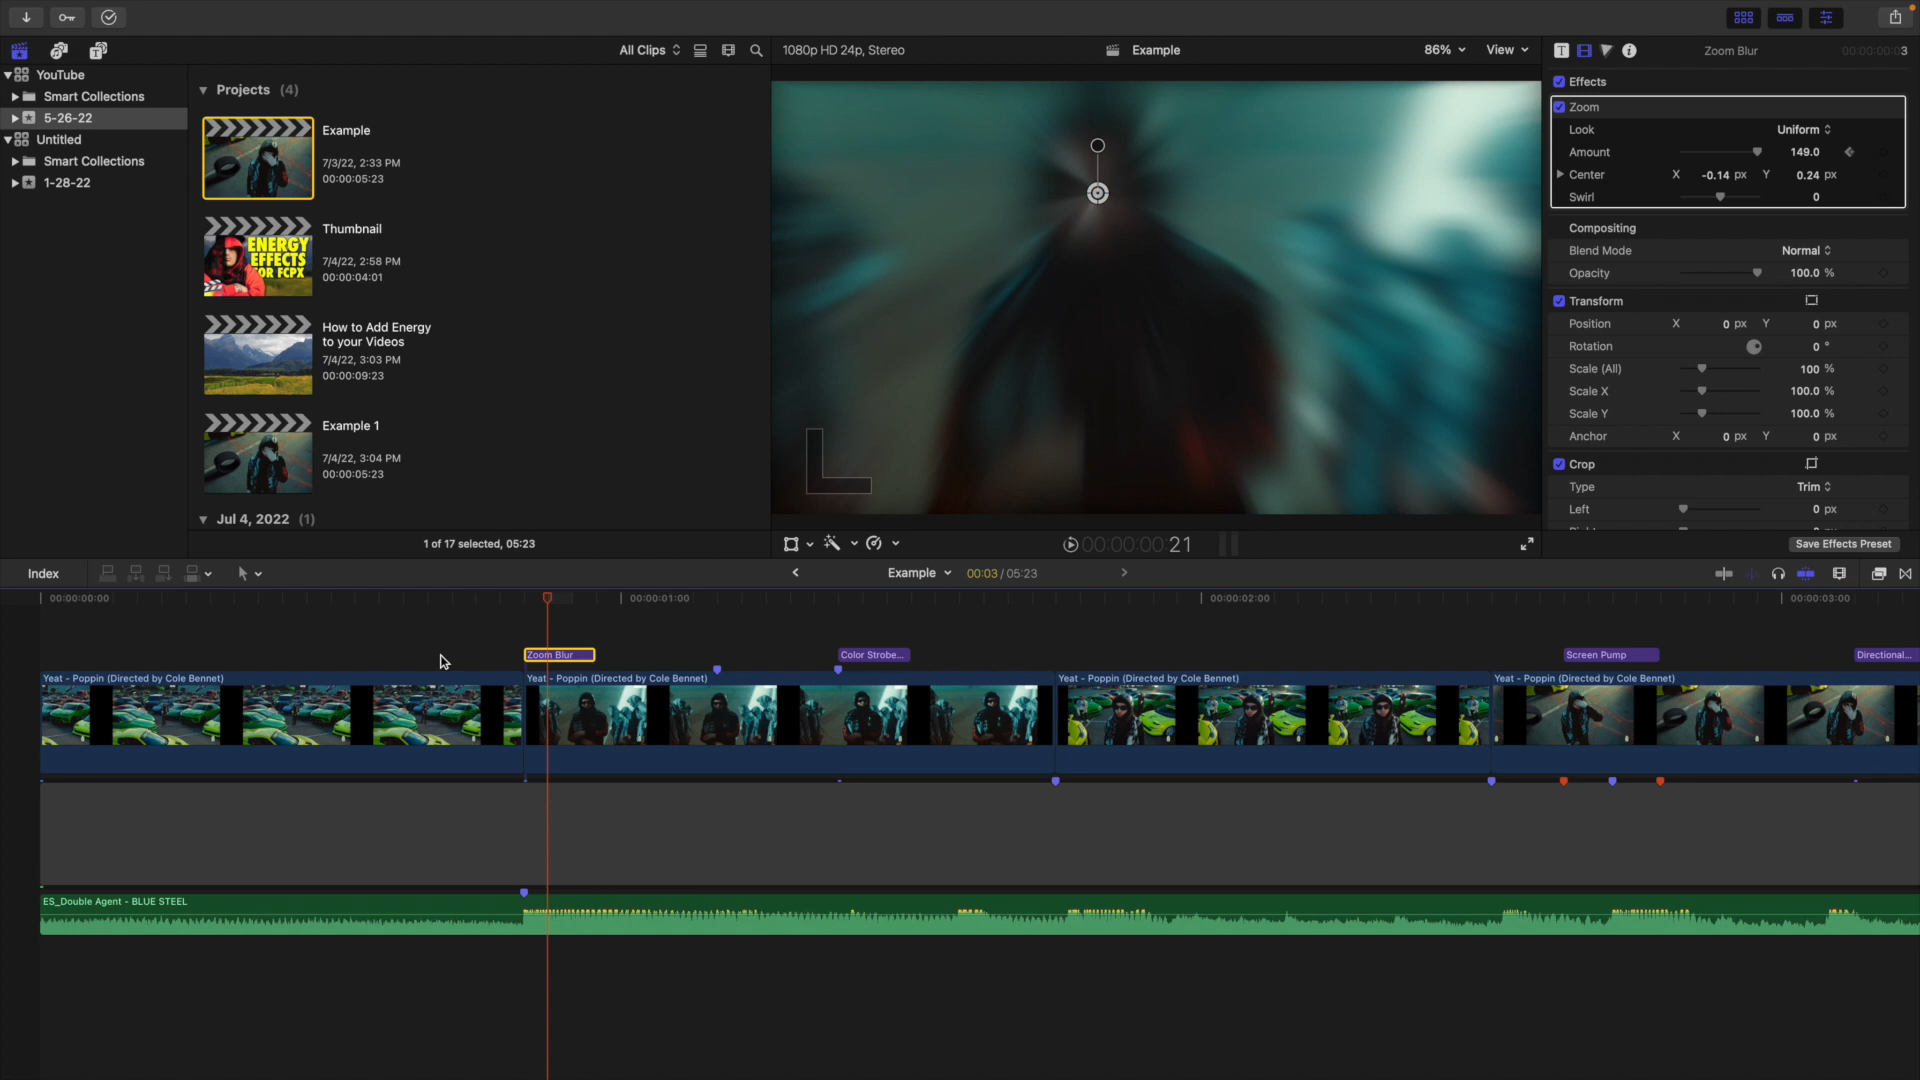 All Clips
1080p HD 24p, Stereo
Example
86%
View
Zoom Blur
00:00:00:03
YouTube
Smart Collections
5-26-22
Untitled
Smart Collections
1-28-22
Projects (4)
Example
7/3/22, 2:33 PM
00:00:05:23
Thumbnail
7/4/22, 2:58 PM
00:00:04:01
ENERGY
EFFECTS
FOR FCPX
How to Add Energy
to your Videos
7/4/22, 3:03 PM
00:00:09:23
Example 1
7/4/22, 3:04 PM
00:00:05:23
Jul 4, 2022 (1)
1 of 17 selected, 05:23
00:00:00:21
Effects
Zoom
Look Uniform
Amount 149.0
Center X -0.14 px Y 0.24 px
Swirl 0
Compositing
Blend Mode Normal
Opacity 100.0 %
Transform
Position X 0 px Y 0 px
Rotation 0 °
Scale (All) 100 %
Scale X 100.0 %
Scale Y 100.0 %
Anchor X 0 px Y 0 px
Crop
Type Trim
Left 0 px
Save Effects Preset
Index
Example
00:03 / 05:23
00:00:00:00
00:00:01:00
00:00:02:00
00:00:03:00
Zoom Blur
Color Strobe...
Screen Pump
Directional...
Yeat - Poppin (Directed by Cole Bennet)
Yeat - Poppin (Directed by Cole Bennet)
Yeat - Poppin (Directed by Cole Bennet)
Yeat - Poppin (Directed by Cole Bennet)
ES_Double Agent - BLUE STEEL